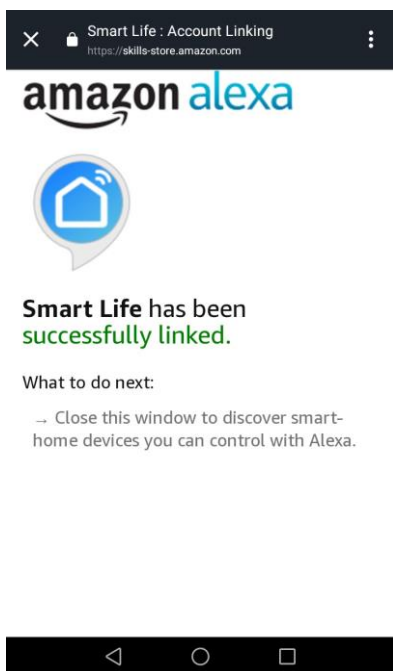 Smart Life : Account Linking
https://skills-store.amazon.com
amazon alexa
Smart Life has been
successfully linked.
What to do next:
→ Close this window to discover smart-
home devices you can control with Alexa.